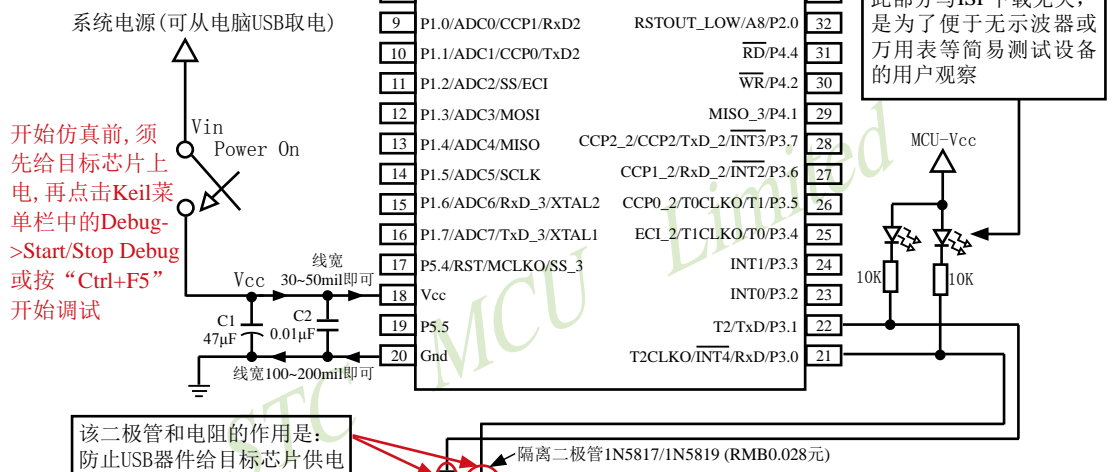 系统电源(可从电脑USB取电)
Vin
Power On
开始仿真前,须
先给目标芯片上
电,再点击Keil菜
单栏中的Debug-
>Start/Stop Debug
或按“Ctrl+F5”
开始调试
Vcc
线宽
30~50mil即可
C1
47μF
C2
0.01μF
线宽100~200mil即可
9 P1.0/ADC0/CCP1/RxD2
10 P1.1/ADC1/CCP0/TxD2
11 P1.2/ADC2/SS/ECI
12 P1.3/ADC3/MOSI
13 P1.4/ADC4/MISO
14 P1.5/ADC5/SCLK
15 P1.6/ADC6/RxD_3/XTAL2
16 P1.7/ADC7/TxD_3/XTAL1
17 P5.4/RST/MCLKO/SS_3
18 Vcc
19 P5.5
20 Gnd
RSTOUT_LOW/A8/P2.0 32
RD/P4.4 31
WR/P4.2 30
MISO_3/P4.1 29
CCP2_2/CCP2/TxD_2/INT3/P3.7 28
CCP1_2/RxD_2/INT2/P3.6 27
CCP0_2/T0CLKO/T1/P3.5 26
ECI_2/T1CLKO/T0/P3.4 25
INT1/P3.3 24
INT0/P3.2 23
T2/TxD/P3.1 22
T2CLKO/INT4/RxD/P3.0 21
是为了便于无示波器或
万用表等简易测试设备
的用户观察
MCU-Vcc
10K
10K
STC MCU Limited
该二极管和电阻的作用是:
防止USB器件给目标芯片供电
隔离二极管1N5817/1N5819 (RMB0.028元)